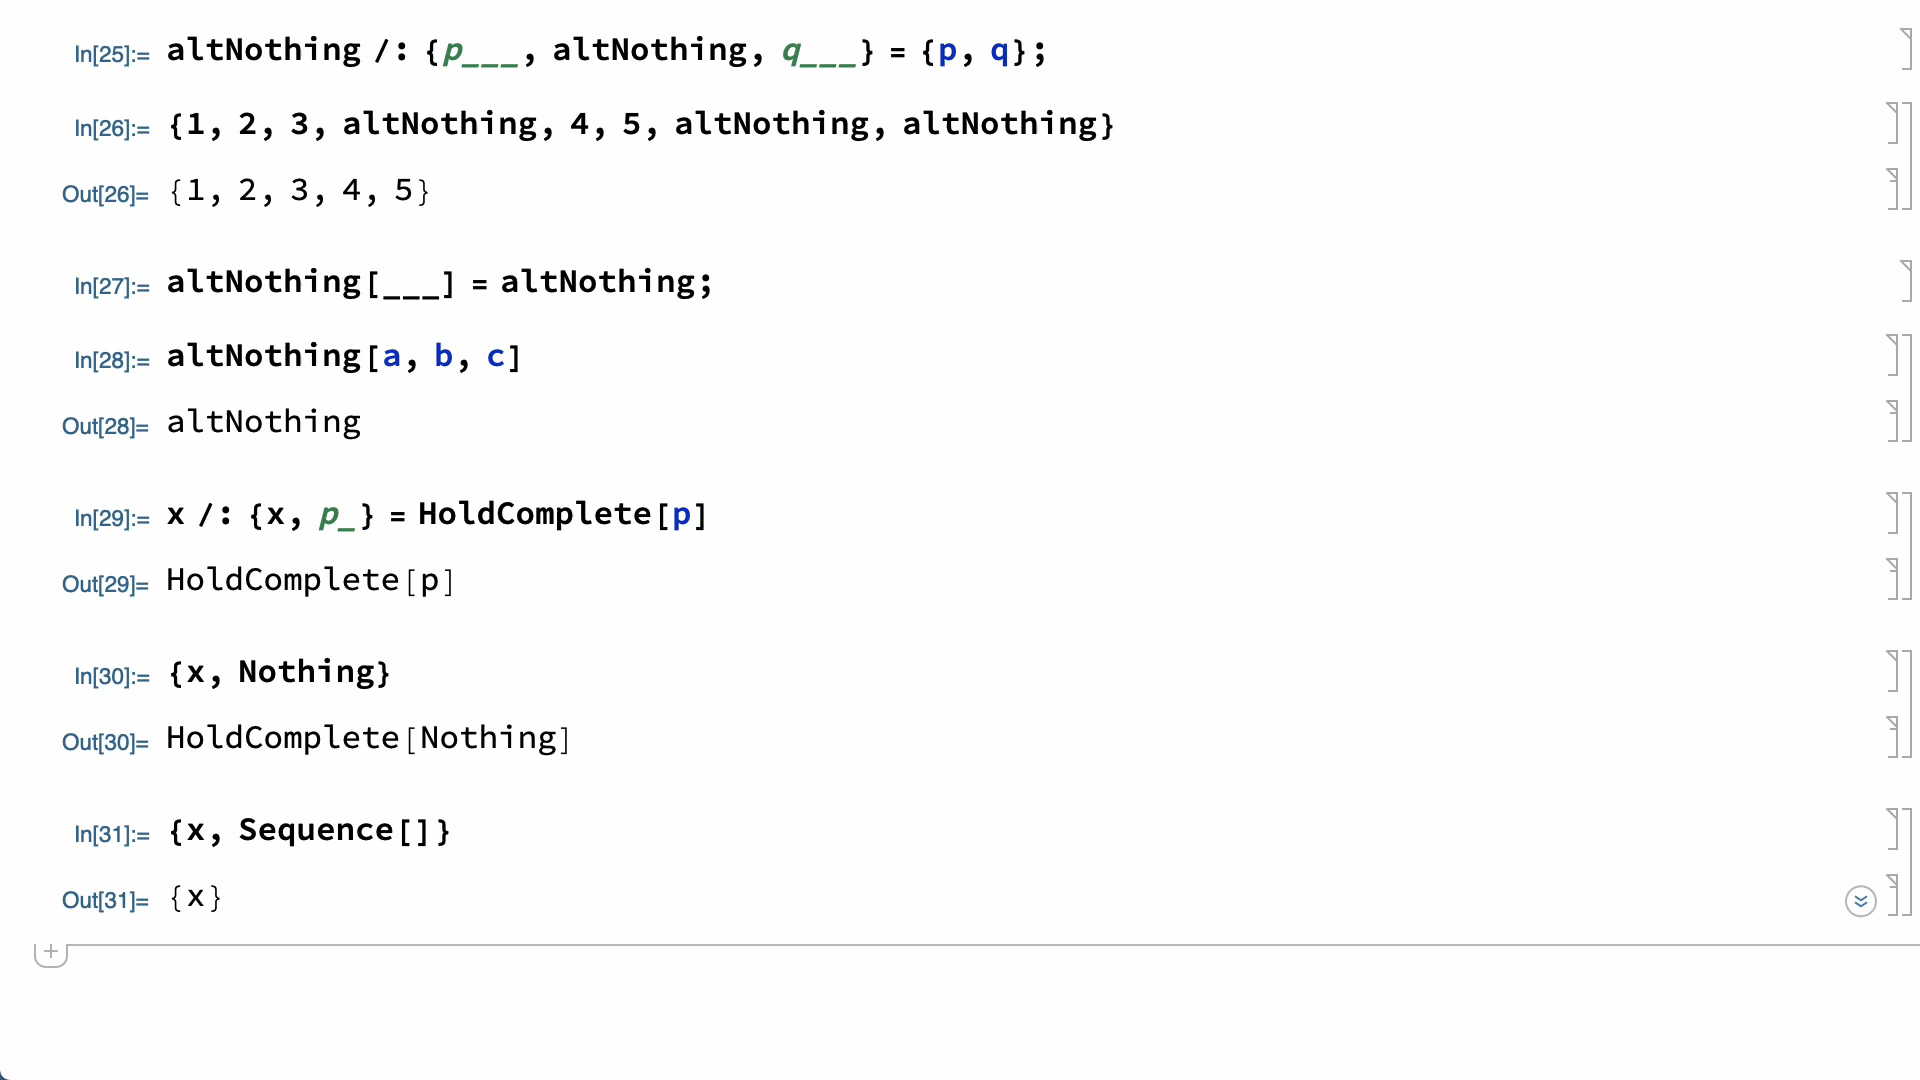 In[25]:= altNothing /: {p___, altNothing, q___} = {p, q};
In[26]:= {1, 2, 3, altNothing, 4, 5, altNothing, altNothing}
Out[26]= {1, 2, 3, 4, 5}
In[27]:= altNothing[___] = altNothing;
In[28]:= altNothing[a, b, c]
Out[28]= altNothing
In[29]:= x /: {x, p_} = HoldComplete[p]
Out[29]= HoldComplete[p]
In[30]:= {x, Nothing}
Out[30]= HoldComplete[Nothing]
In[31]:= {x, Sequence[]}
Out[31]= {x}